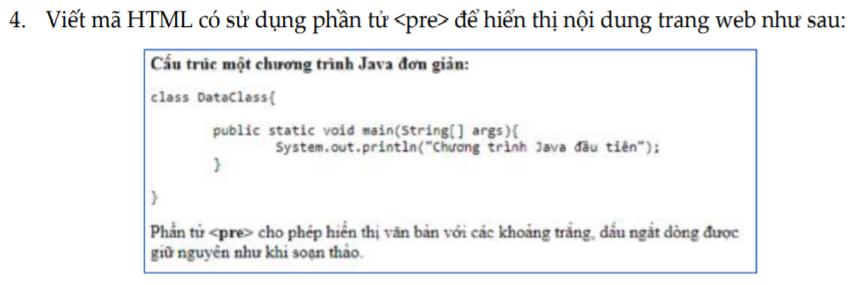 4. Viết mã HTML có sử dụng phần tử <pre> để hiển thị nội dung trang web như sau:
Cấu trúc một chương trình Java đơn giản:
class DataClass{
public static void main(String[] args){
System.out.println("Chương trình Java đầu tiên");
}
}
Phần tử <pre> cho phép hiển thị văn bản với các khoảng trắng, dấu ngắt dòng được
giữ nguyên như khi soạn thảo.